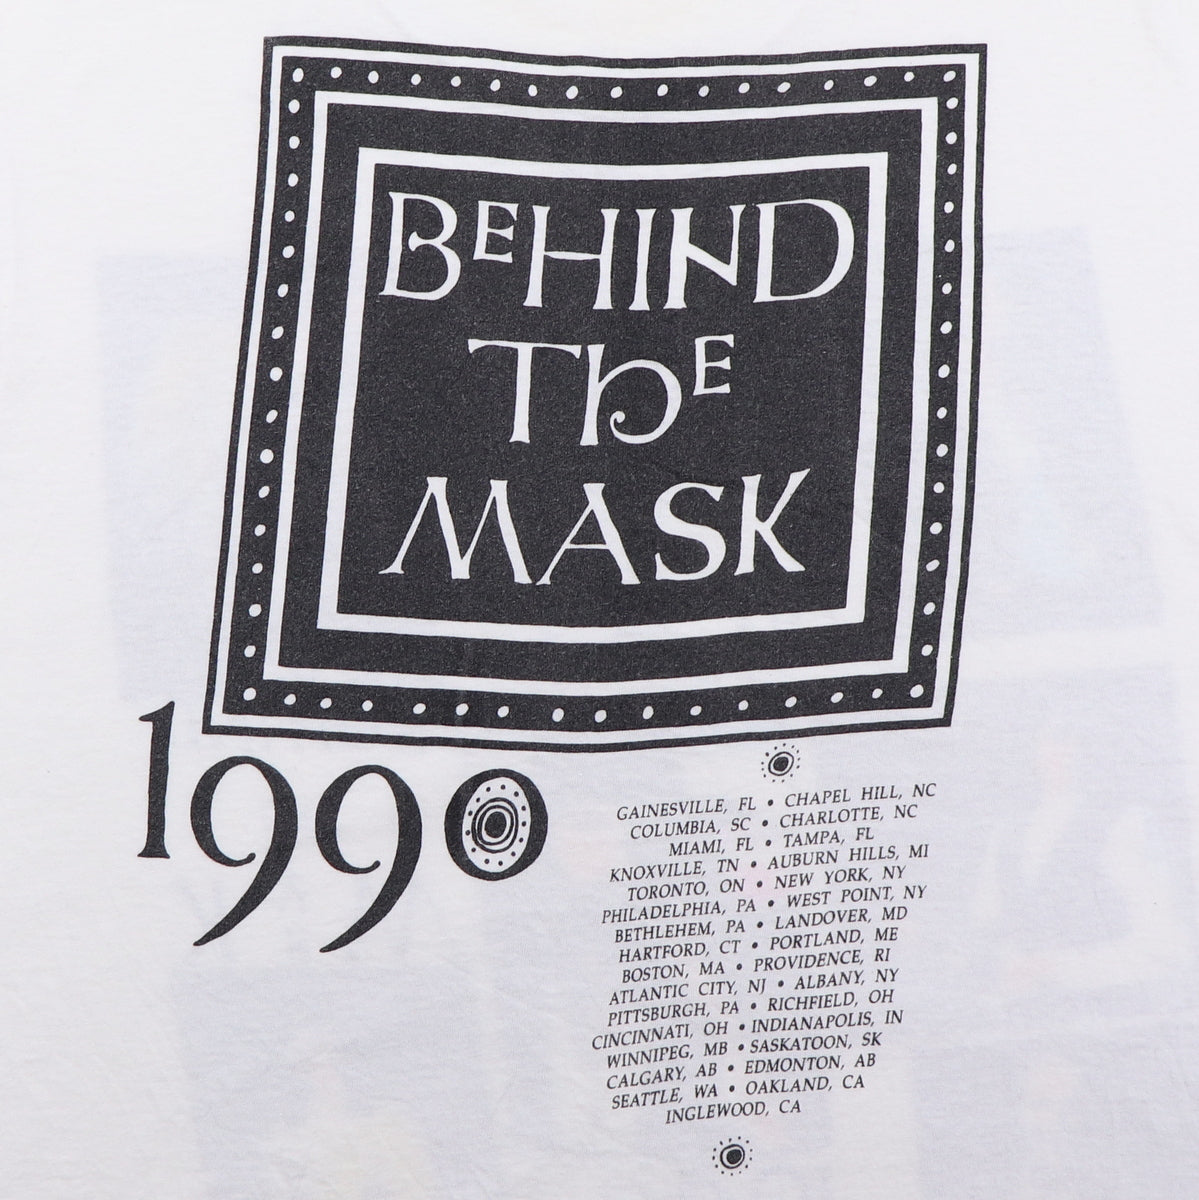 BEHIND
ThE
MASK
1990
GAINESVILLE, FL • CHAPEL HILL, NC
COLUMBIA, SC • CHARLOTTE, NC
MIAMI, FL • TAMPA, FL
KNOXVILLE, TN • AUBURN HILLS, MI
TORONTO, ON • NEW YORK, NY
PHILADELPHIA, PA • WEST POINT, NY
BETHLEHEM, PA • LANDOVER, MD
HARTFORD, CT • PORTLAND, ME
BOSTON, MA • PROVIDENCE, RI
ATLANTIC CITY, NJ • ALBANY, NY
PITTSBURGH, PA • RICHFIELD, OH
CINCINNATI, OH • INDIANAPOLIS, IN
WINNIPEG, MB • SASKATOON, SK
CALGARY, AB • EDMONTON, AB
SEATTLE, WA • OAKLAND, CA
INGLEWOOD, CA